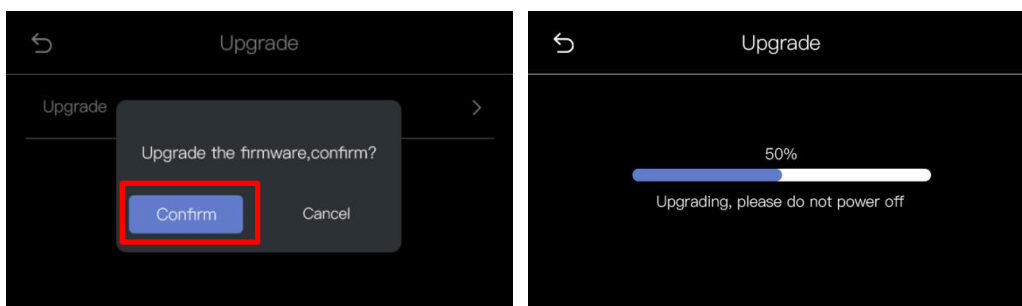 Upgrade
Upgrade
Upgrade the firmware,confirm?
Confirm Cancel
Upgrade
50%
Upgrading, please do not power off